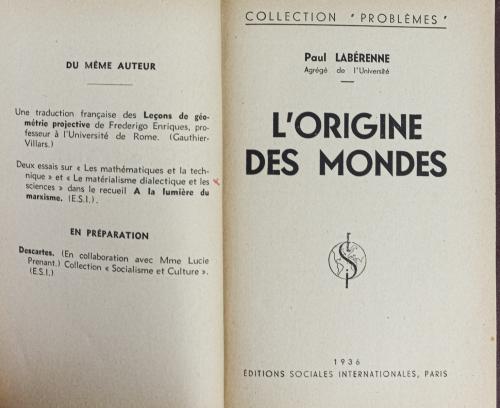 DU MÊME AUTEUR
Une traduction française des Leçons de géo-
métrie projective de Frederigo Enriques, pro-
fesseur à l'Université de Rome. (Gauthier-
Villars.)
Deux essais sur « Les mathématiques et la tech-
nique » et « Le matérialisme dialectique et les
sciences » dans le recueil A la lumière du
marxisme. (E.S.I.).
EN PRÉPARATION
Descartes. (En collaboration avec Mme Lucie
Prenant.) Collection « Socialisme et Culture ».
(E.S.I.)
COLLECTION 'PROBLÈMES'
Paul LABÉRENNE
Agrégé de l'Université
L'ORIGINE
DES MONDES
ESI
1936
ÉDITIONS SOCIALES INTERNATIONALES, PARIS